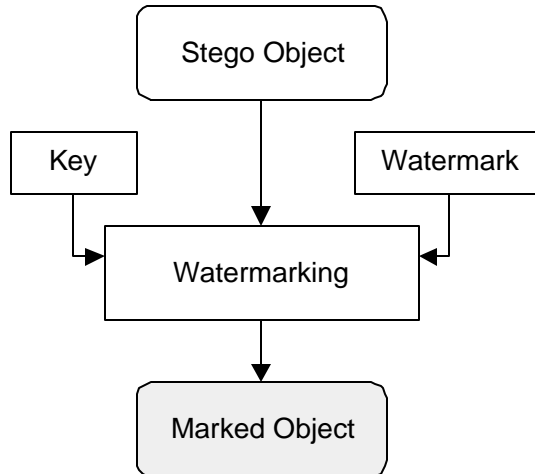 Stego Object
Key
Watermark
Watermarking
Marked Object